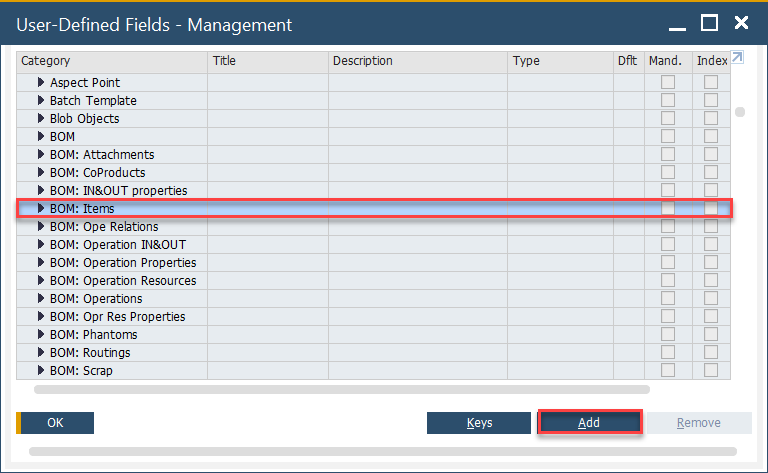 User-Defined Fields - Management
Category Title Description Type Dflt Mand. Index
Aspect Point
Batch Template
Blob Objects
BOM
BOM: Attachments
BOM: CoProducts
BOM: IN&OUT properties
BOM: Items
BOM: Ope Relations
BOM: Operation IN&OUT
BOM: Operation Properties
BOM: Operation Resources
BOM: Operations
BOM: Opr Res Properties
BOM: Phantoms
BOM: Routings
BOM: Scrap
OK Keys Add Remove